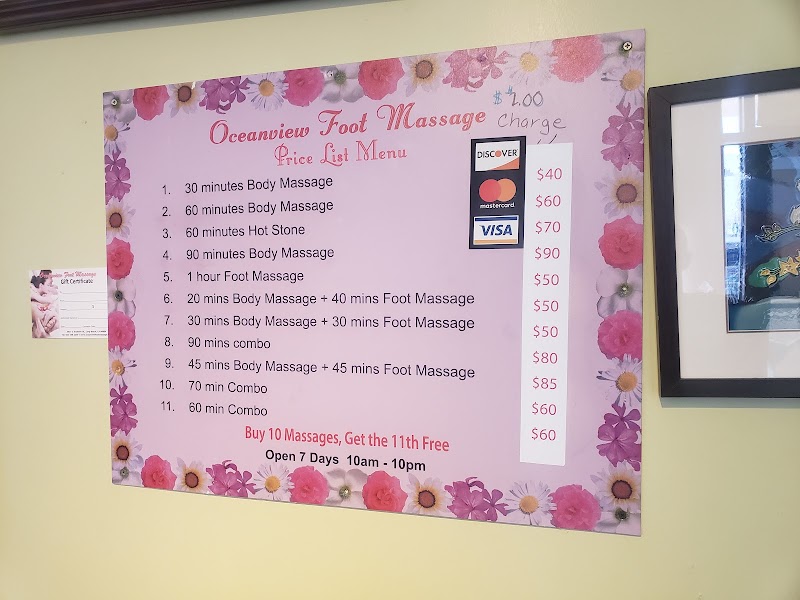 Oceanview Foot Massage
$2.00
Charge
Price List Menu
DISCOVER
mastercard
VISA
1. 30 minutes Body Massage $40
2. 60 minutes Body Massage $60
3. 60 minutes Hot Stone $70
4. 90 minutes Body Massage $90
5. 1 hour Foot Massage $50
6. 20 mins Body Massage + 40 mins Foot Massage $50
7. 30 mins Body Massage + 30 mins Foot Massage $50
8. 90 mins combo $80
9. 45 mins Body Massage + 45 mins Foot Massage $85
10. 70 min Combo $60
11. 60 min Combo $60
Buy 10 Massages, Get the 11th Free
Open 7 Days 10am - 10pm
Oceanview Foot Massage
Gift Certificate